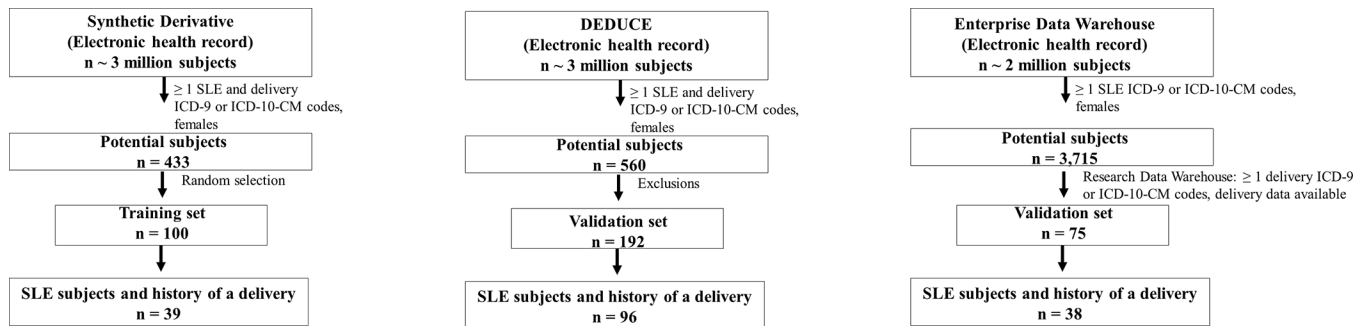 Synthetic Derivative
(Electronic health record)
n ~ 3 million subjects
≥ 1 SLE and delivery
ICD-9 or ICD-10-CM codes,
females
Potential subjects
n = 433
Random selection
Training set
n = 100
SLE subjects and history of a delivery
n = 39
DEDUCE
(Electronic health record)
n ~ 3 million subjects
≥ 1 SLE and delivery
ICD-9 or ICD-10-CM codes,
females
Potential subjects
n = 560
Exclusions
Validation set
n = 192
SLE subjects and history of a delivery
n = 96
Enterprise Data Warehouse
(Electronic health record)
n ~ 2 million subjects
≥ 1 SLE ICD-9 or ICD-10-CM codes,
females
Potential subjects
n = 3,715
Research Data Warehouse: ≥ 1 delivery ICD-9
or ICD-10-CM codes, delivery data available
Validation set
n = 75
SLE subjects and history of a delivery
n = 38